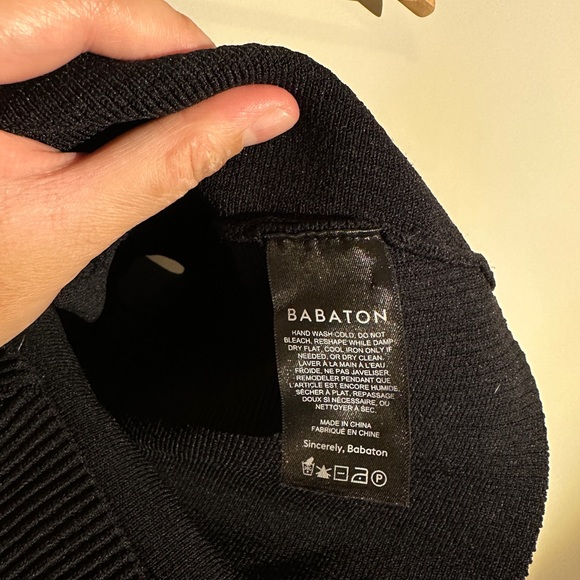 BABATON
HAND WASH COLD, DO NOT
BLEACH, RESHAPE WHILE DAMP
DRY FLAT, COOL IRON ONLY IF
NEEDED, OR DRY CLEAN.
LAVER À LA MAIN À L'EAU
FROIDE, NE PAS JAVELISER,
REMODELER PENDANT QUE
L'ARTICLE EST ENCORE HUMIDE,
SÉCHER À PLAT, REPASSAGE
DOUX SI NÉCESSAIRE, OU
NETTOYER À SEC.
MADE IN CHINA
FABRIQUÉ EN CHINE
Sincerely, Babaton
P